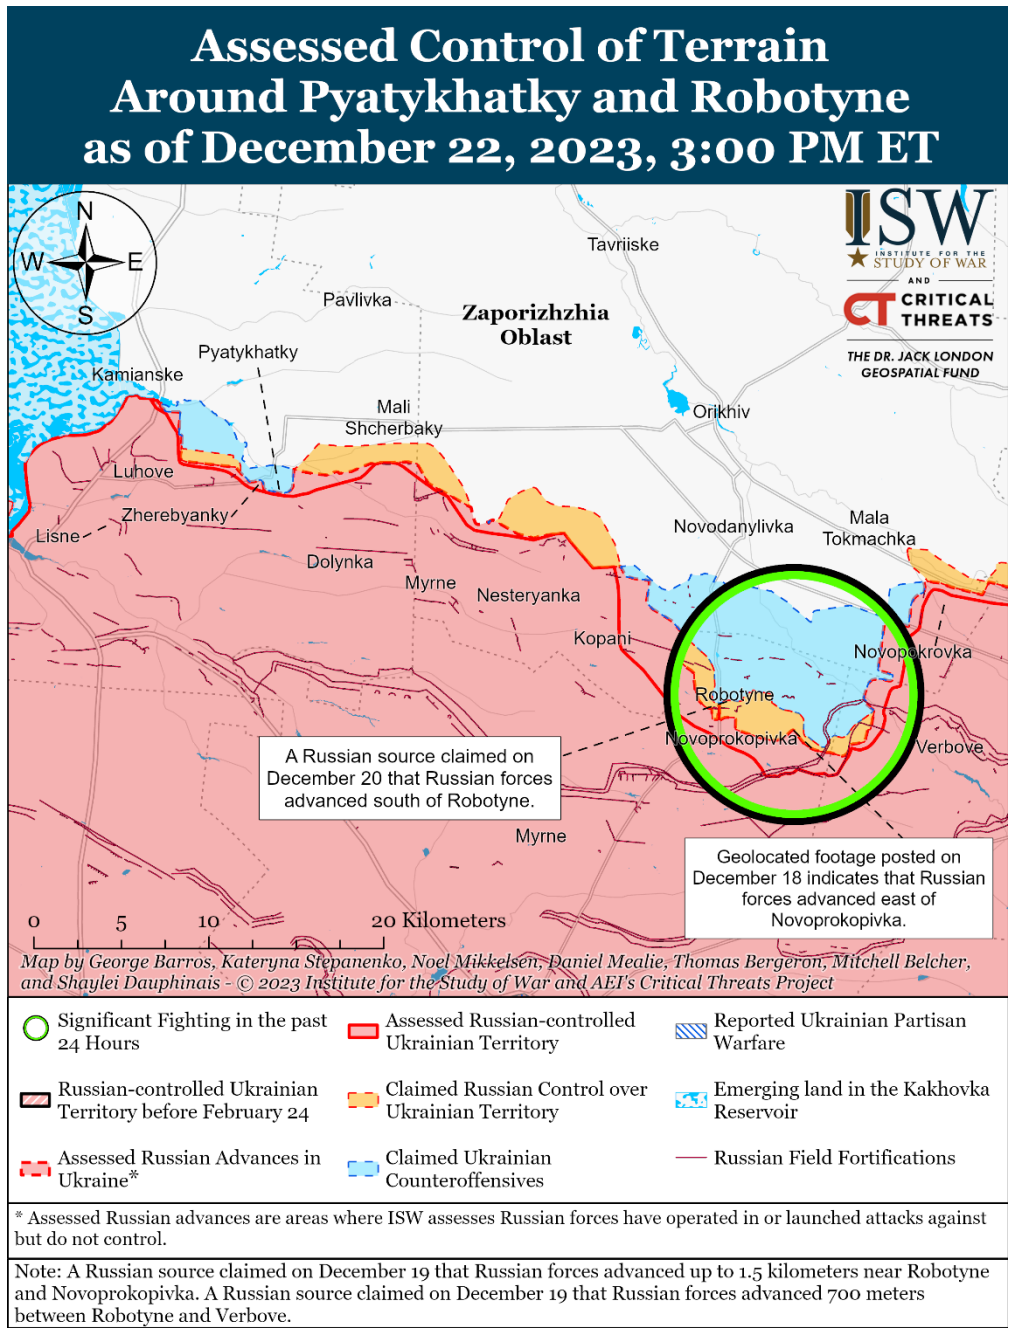 Assessed Control of Terrain
Around Pyatykhatky and Robotyne
as of December 22, 2023, 3:00 PM ET
N
W
E
S
ISW
INSTITUTE FOR THE
STUDY OF WAR
AND
CT CRITICAL
THREATS
THE DR. JACK LONDON
GEOSPATIAL FUND
Tavriiske
Pavlivka
Zaporizhzhia
Oblast
Pyatykhatky
Kamianske
Mali
Shcherbaky
Orikhiv
Luhove
Zherebyanky
Lisne
Novodanylivka
Mala
Tokmachka
Dolynka
Myrne
Nesteryanka
Kopani
Novopokrovka
Robotyne
Novoprokopivka
Verbove
A Russian source claimed on
December 20 that Russian forces
advanced south of Robotyne.
Myrne
Geolocated footage posted on
December 18 indicates that Russian
forces advanced east of
Novoprokopivka.
0 5 10 20 Kilometers
Map by George Barros, Kateryna Stepanenko, Noel Mikkelsen, Daniel Mealie, Thomas Bergeron, Mitchell Belcher,
and Shaylei Dauphinais - © 2023 Institute for the Study of War and AEI's Critical Threats Project
Significant Fighting in the past
24 Hours
Assessed Russian-controlled
Ukrainian Territory
Reported Ukrainian Partisan
Warfare
Russian-controlled Ukrainian
Territory before February 24
Claimed Russian Control over
Ukrainian Territory
Emerging land in the Kakhovka
Reservoir
Assessed Russian Advances in
Ukraine*
Claimed Ukrainian
Counteroffensives
Russian Field Fortifications
* Assessed Russian advances are areas where ISW assesses Russian forces have operated in or launched attacks against
but do not control.
Note: A Russian source claimed on December 19 that Russian forces advanced up to 1.5 kilometers near Robotyne
and Novoprokopivka. A Russian source claimed on December 19 that Russian forces advanced 700 meters
between Robotyne and Verbove.